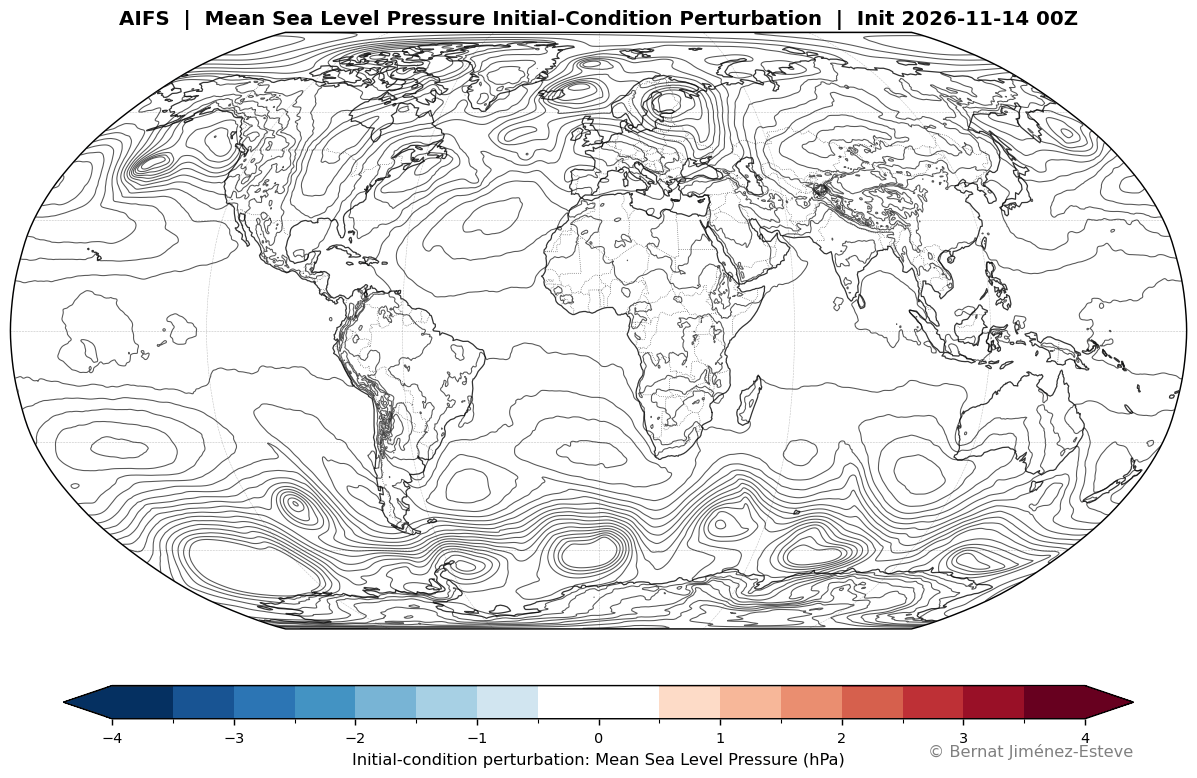 AIFS | Mean Sea Level Pressure Initial-Condition Perturbation | Init 2026-11-14 00Z
−4 −3 −2 −1 0 1 2 3 4
Initial-condition perturbation: Mean Sea Level Pressure (hPa)
© Bernat Jiménez-Esteve